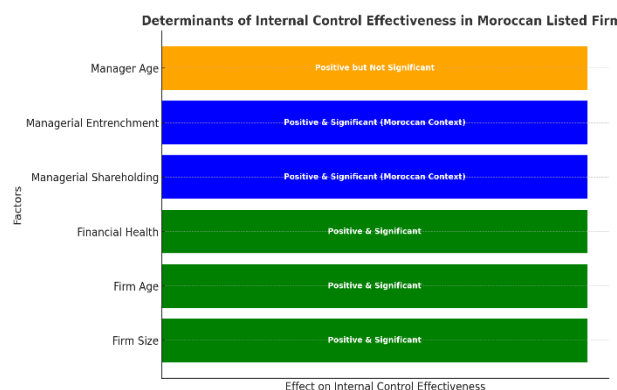 Determinants of Internal Control Effectiveness in Moroccan Listed Firm
Manager Age
Positive but Not Significant
Managerial Entrenchment
Positive & Significant (Moroccan Context)
Managerial Shareholding
Positive & Significant (Moroccan Context)
Factors
Financial Health
Positive & Significant
Firm Age
Positive & Significant
Firm Size
Positive & Significant
Effect on Internal Control Effectiveness